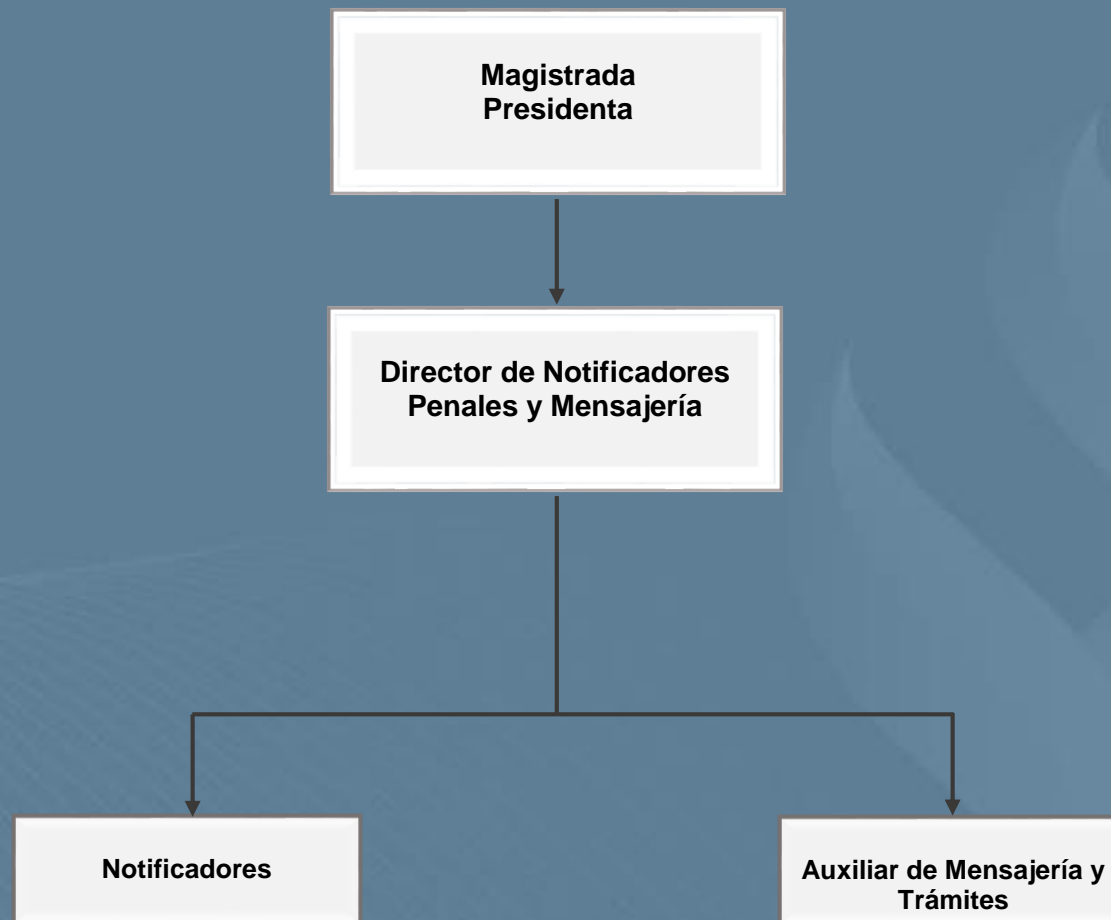 Magistrada
Presidenta
Director de Notificadores
Penales y Mensajería
Notificadores
Auxiliar de Mensajería y
Trámites